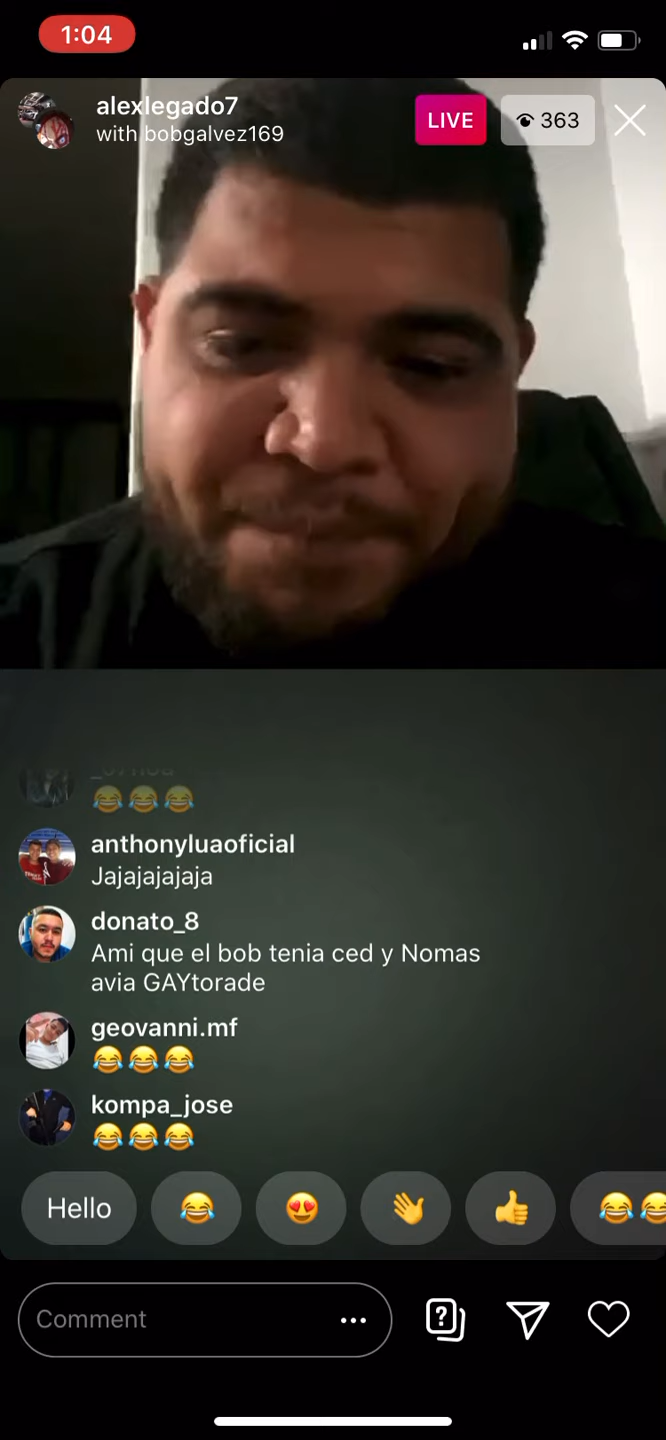 1:04
alexlegado7
with bobgalvez169
LIVE
363
😂😂😂
anthonyluaoficial
Jajajajajaja
donato_8
Ami que el bob tenia ced y Nomas
avia GAYtorade
geovanni.mf
😂😂😂
kompa_jose
😂😂😂
Hello 😂 😍 👋 👍 😂😂
Comment